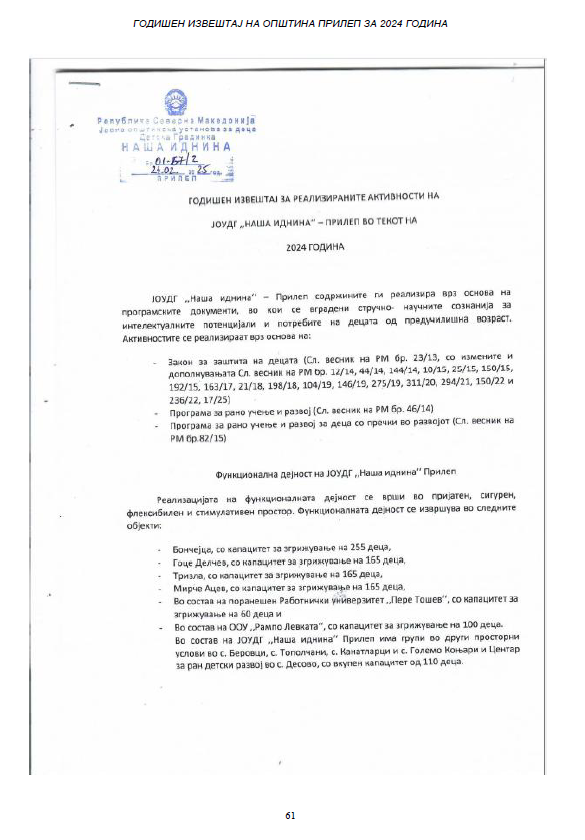 ГОДИШЕН ИЗВЕШТАЈ НА ОПШТИНА ПРИЛЕП ЗА 2024 ГОДИНА
Република Северна Македонија
Јавна општинска установа за деца
Детска Градинка
НАША ИДНИНА
24.02 2025 год.
ПРИЛЕП
ГОДИШЕН ИЗВЕШТАЈ ЗА РЕАЛИЗИРАНИТЕ АКТИВНОСТИ НА
ЈОУДГ „НАША ИДНИНА“ – ПРИЛЕП ВО ТЕКОТ НА
2024 ГОДИНА
ЈОУДГ ,,Наша иднина“ – Прилеп содржините ги реализира врз основа на
програмските документи, во кои се вградени стручно- научните сознанија за
интелектуалните потенцијали и потребите на децата од предучилишна возраст.
Активностите се реализираат врз основа на:
- Закон за заштита на децата (Сл. весник на РМ бр. 23/13, со измените и
дополнувањата Сл. весник на РМ бр. 12/14, 44/14, 144/14, 10/15, 25/15, 150/15,
192/15, 163/17, 21/18, 198/18, 104/19, 146/19, 275/19, 311/20, 294/21, 150/22 и
236/22, 17/25)
- Програма за рано учење и развој (Сл. весник на РМ бр. 46/14)
- Програма за рано учење и развој за деца со пречки во развојот (Сл. весник на
РМ бр.82/15)
Функционална дејност на ЈОУДГ ,,Наша иднина“ Прилеп
Реализацијата на функционалната дејност се врши во пријатен, сигурен,
флексибилен и стимулативен простор. Функционалната дејност се извршува во следните
објекти:
- Бончејца, со капацитет за згрижување на 255 деца,
- Гоце Делчев, со капацитет за згрижување на 165 деца,
- Тризла, со капацитет за згрижување на 165 деца,
- Мирче Ацев, со капацитет за згрижување на 165 деца,
- Во состав на поранешен Работнички универзитет ,,Пере Тошев“, со капацитет за
згрижување на 60 деца и
- Во состав на ООУ ,,Рампо Левката“, со капацитет за згрижување на 100 деца.
Во состав на ЈОУДГ ,,Наша иднина“ Прилеп има групи во други просторни
услови во с. Беровци, с. Тополчани, с. Канатларци и с. Големо Коњари и Центар
за ран детски развој во с. Десово, со вкупен капацитет од 110 деца.
61